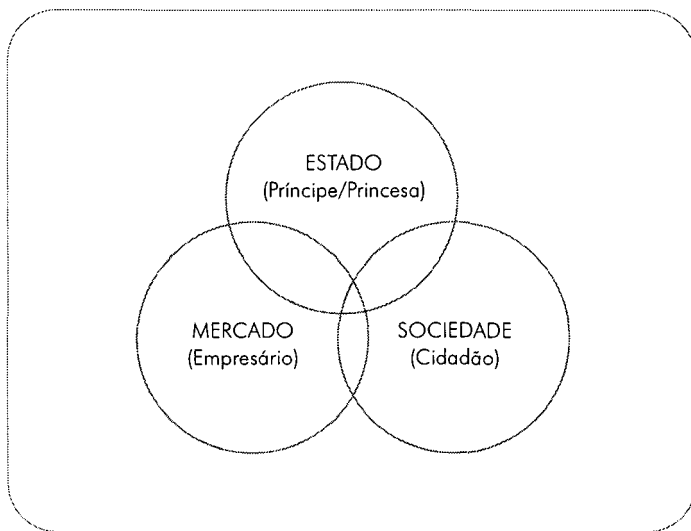 ESTADO
(Príncipe/Princesa)
MERCADO
(Empresário)
SOCIEDADE
(Cidadão)